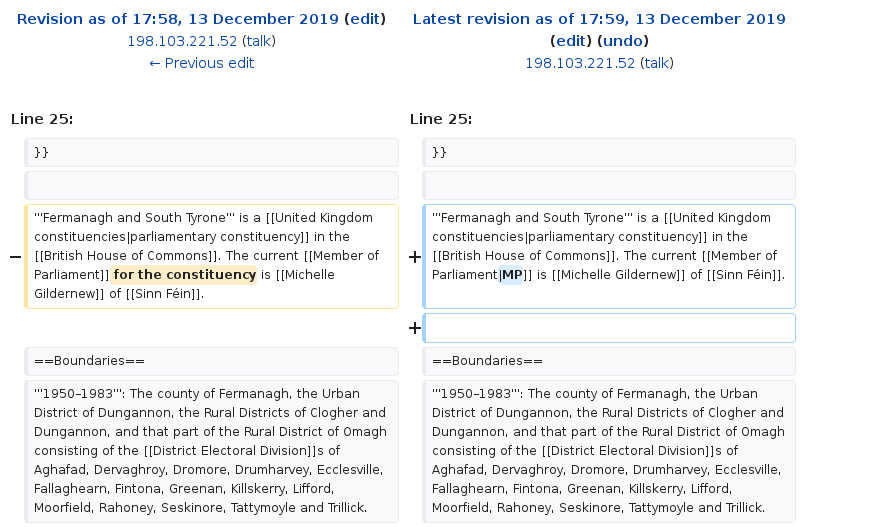 Revision as of 17:58, 13 December 2019 (edit)
198.103.221.52 (talk)
← Previous edit
Latest revision as of 17:59, 13 December 2019
(edit) (undo)
198.103.221.52 (talk)
Line 25:
Line 25:
}}
}}
−
'''Fermanagh and South Tyrone''' is a [[United Kingdom
constituencies|parliamentary constituency]] in the
[[British House of Commons]]. The current [[Member of
Parliament]] for the constituency is [[Michelle
Gildernew]] of [[Sinn Féin]].
+
'''Fermanagh and South Tyrone''' is a [[United Kingdom
constituencies|parliamentary constituency]] in the
[[British House of Commons]]. The current [[Member of
Parliament|MP]] is [[Michelle Gildernew]] of [[Sinn Féin]].
+
==Boundaries==
==Boundaries==
'''1950–1983''': The county of Fermanagh, the Urban
District of Dungannon, the Rural Districts of Clogher and
Dungannon, and that part of the Rural District of Omagh
consisting of the [[District Electoral Division]]s of
Aghafad, Dervaghroy, Dromore, Drumharvey, Ecclesville,
Fallaghearn, Fintona, Greenan, Killskerry, Lifford,
Moorfield, Rahoney, Seskinore, Tattymoyle and Trillick.
'''1950–1983''': The county of Fermanagh, the Urban
District of Dungannon, the Rural Districts of Clogher and
Dungannon, and that part of the Rural District of Omagh
consisting of the [[District Electoral Division]]s of
Aghafad, Dervaghroy, Dromore, Drumharvey, Ecclesville,
Fallaghearn, Fintona, Greenan, Killskerry, Lifford,
Moorfield, Rahoney, Seskinore, Tattymoyle and Trillick.